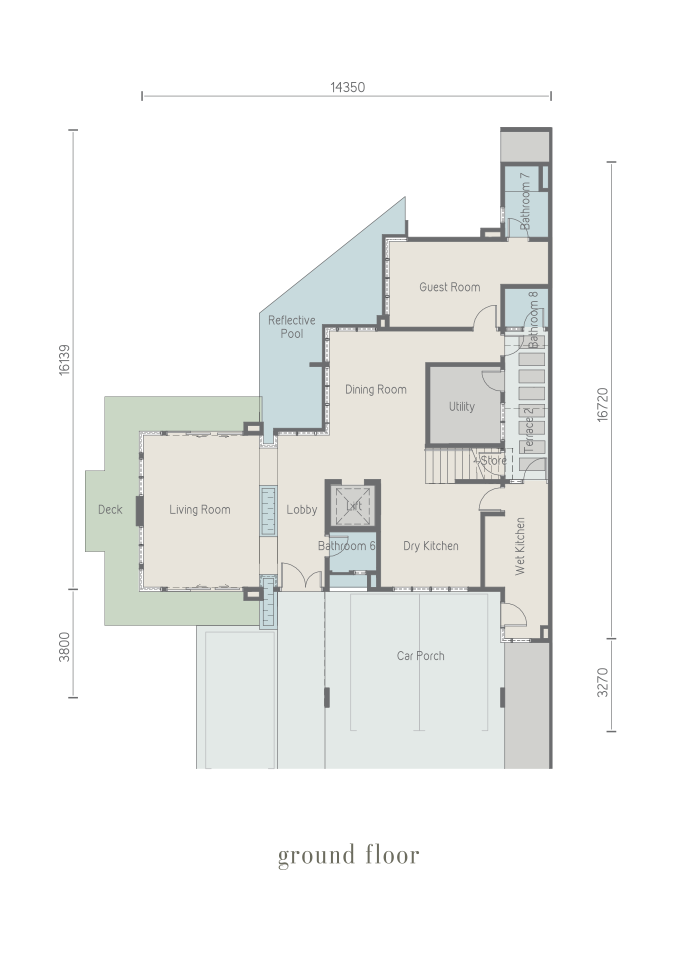 14350
Bathroom 7
Guest Room
Reflective
Pool
Bathroom 8
16139
Dining Room
Utility
16720
Terrace 2
Store
Deck
Living Room
Lobby
Lift
Bathroom 6
Dry Kitchen
Wet Kitchen
3800
Car Porch
3270
ground floor